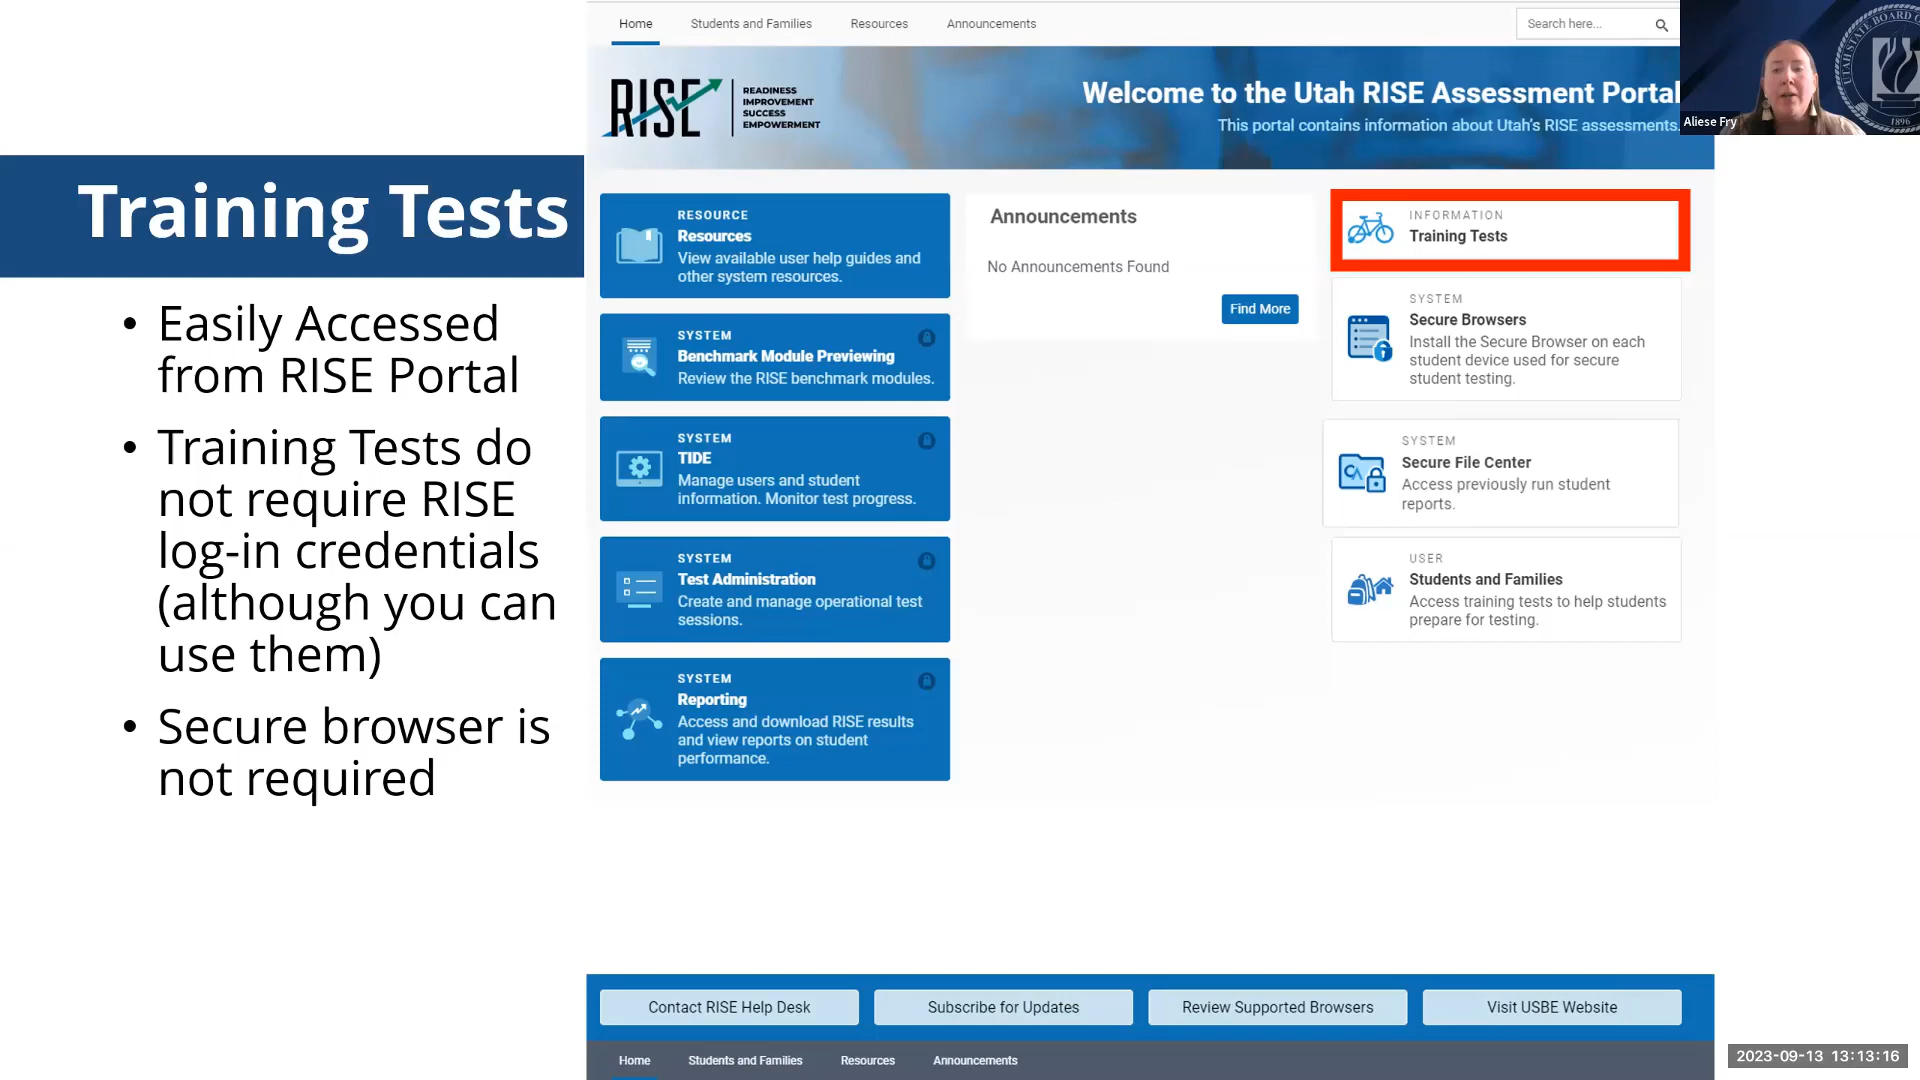 Home Students and Families Resources Announcements
Search here...
RISE
READINESS
IMPROVEMENT
SUCCESS
EMPOWERMENT
Welcome to the Utah RISE Assessment Portal
This portal contains information about Utah's RISE assessments.
Aliese Fry
UTAH STATE BOARD O
1896
Training Tests
• Easily Accessed
from RISE Portal
• Training Tests do
not require RISE
log-in credentials
(although you can
use them)
• Secure browser is
not required
RESOURCE
Resources
View available user help guides and
other system resources.
SYSTEM
Benchmark Module Previewing
Review the RISE benchmark modules.
SYSTEM
TIDE
Manage users and student
information. Monitor test progress.
SYSTEM
Test Administration
Create and manage operational test
sessions.
SYSTEM
Reporting
Access and download RISE results
and view reports on student
performance.
Announcements
No Announcements Found
Find More
INFORMATION
Training Tests
SYSTEM
Secure Browsers
Install the Secure Browser on each
student device used for secure
student testing.
SYSTEM
Secure File Center
Access previously run student
reports.
USER
Students and Families
Access training tests to help students
prepare for testing.
Contact RISE Help Desk Subscribe for Updates Review Supported Browsers Visit USBE Website
Home Students and Families Resources Announcements
2023-09-13 13:13:16